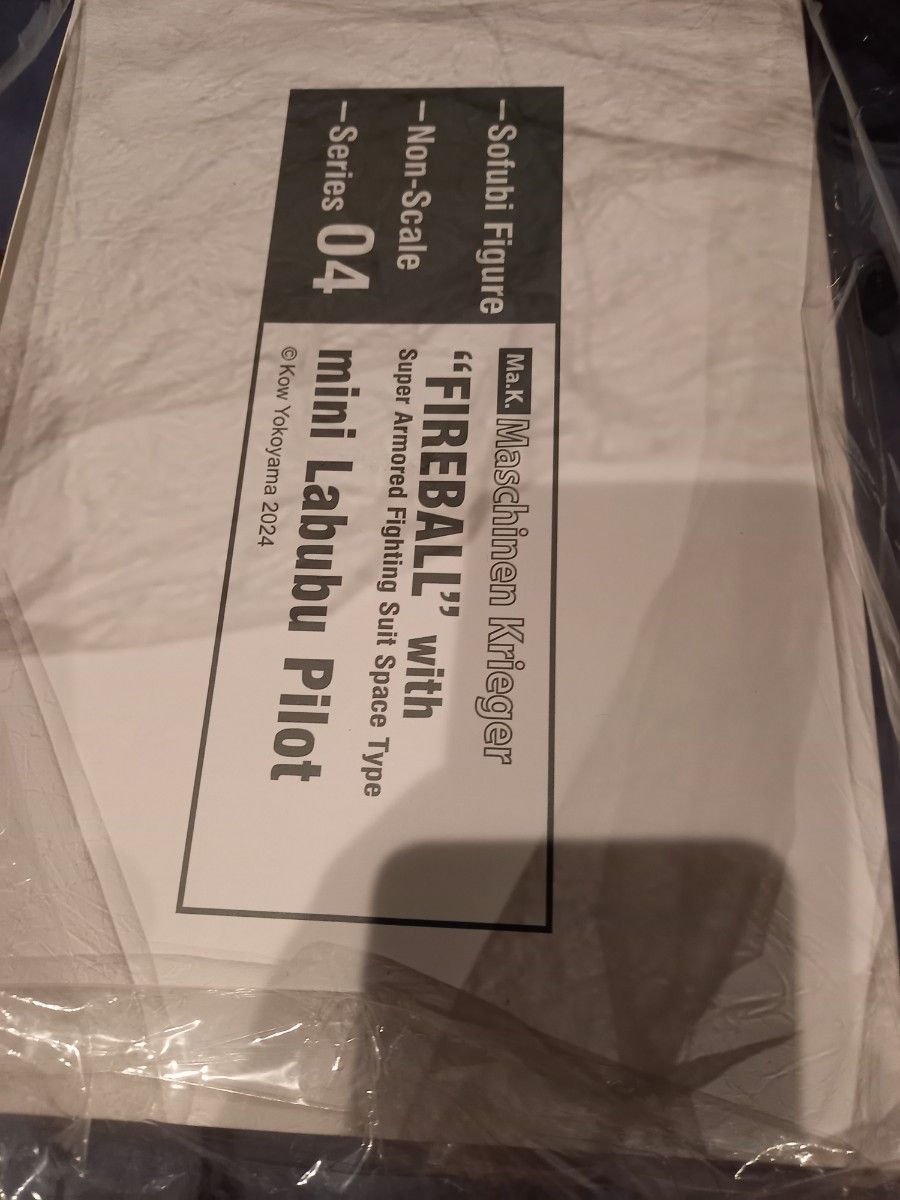 —Sofubi Figure
—Non-Scale
—Series 04
Ma.K. Maschinen Krieger
“FIREBALL” with
Super Armored Fighting Suit Space Type
mini Labubu Pilot
© Kow Yokoyama 2024